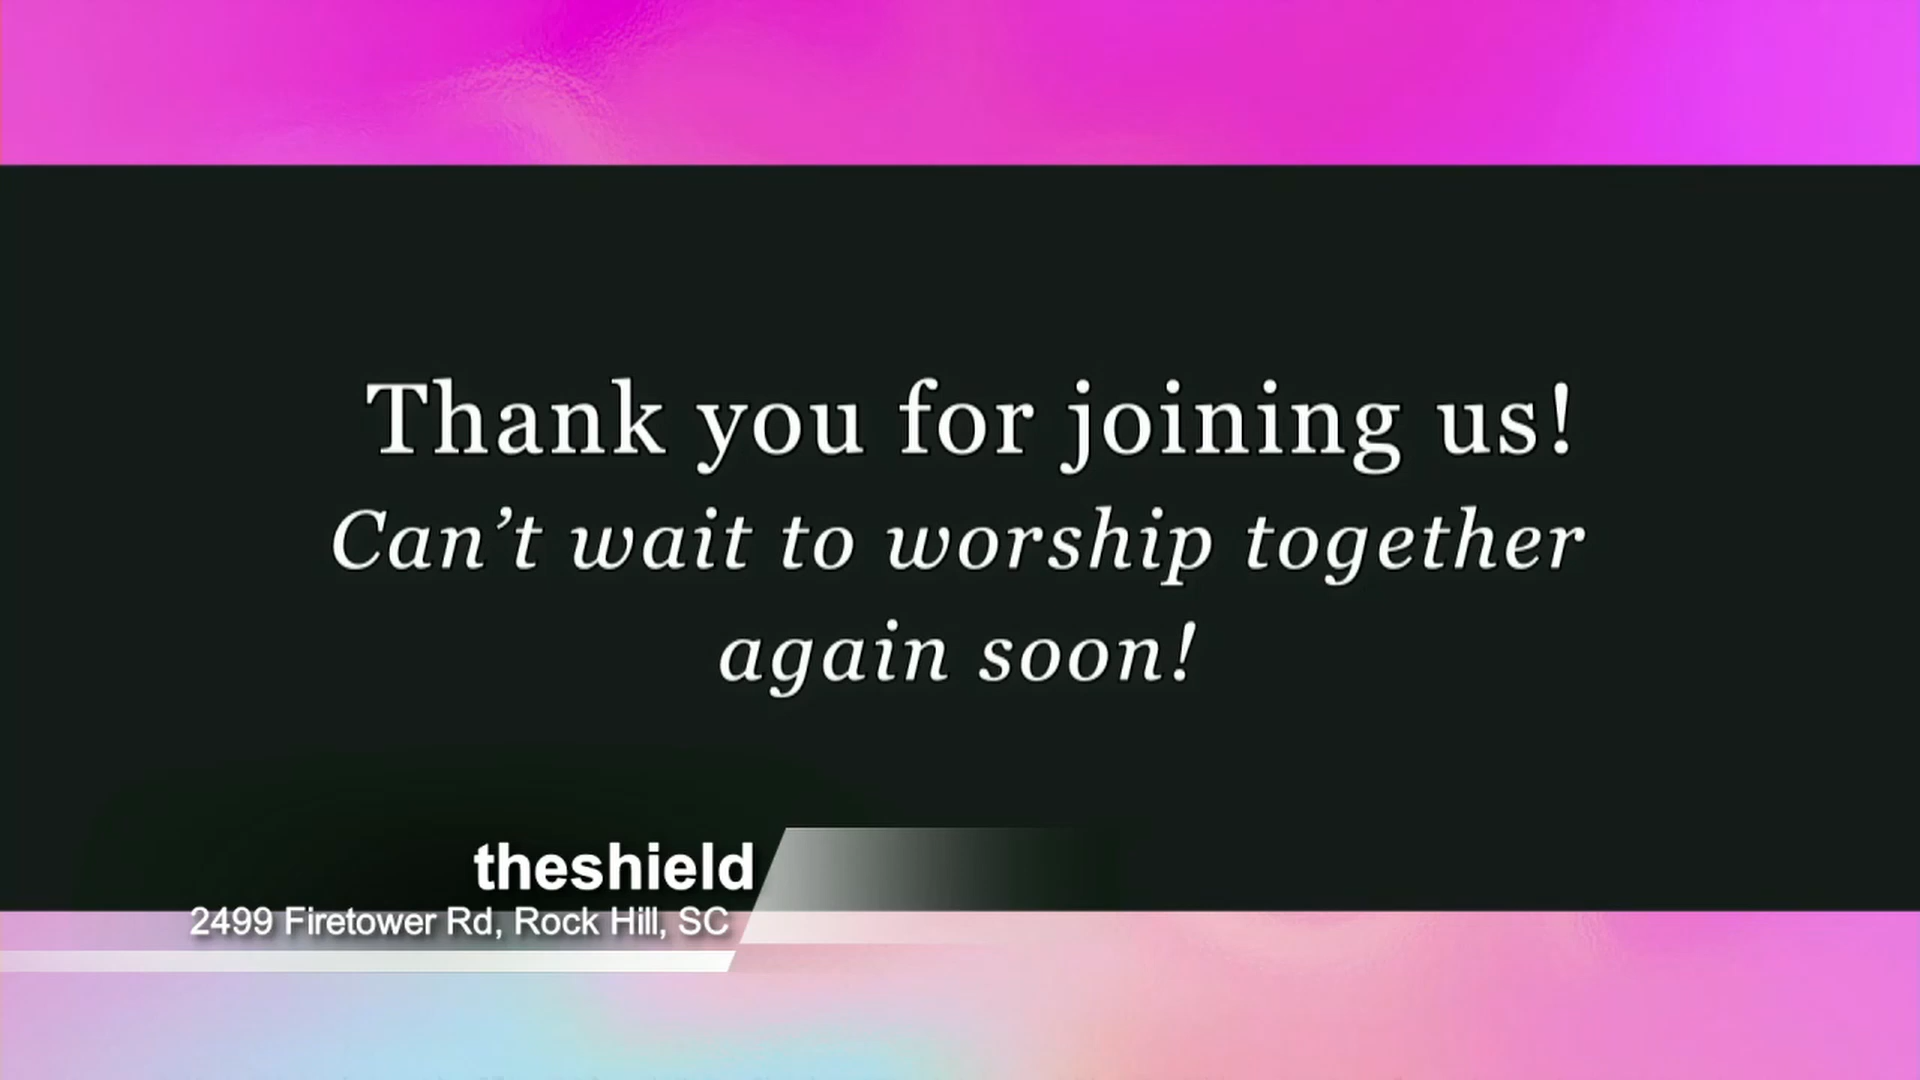 Thank you for joining us!
Can’t wait to worship together
again soon!
theshield
2499 Firetower Rd, Rock Hill, SC